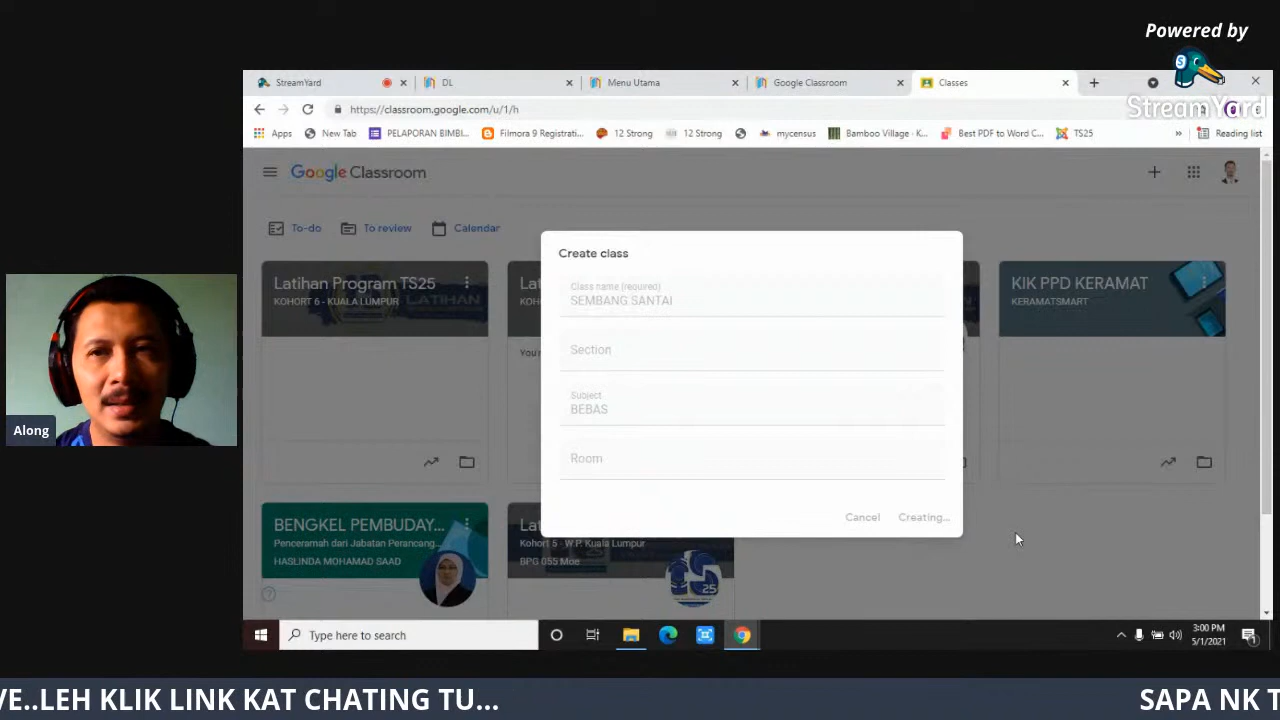 Powered by
StreamYard
StreamYard
DL
Menu Utama
Google Classroom
Classes
https://classroom.google.com/u/1/h
Apps
New Tab
PELAPORAN BIMBI...
Filmora 9 Registrati...
12 Strong
12 Strong
mycensus
Bamboo Village - K...
Best PDF to Word C...
TS25
»
Reading list
Google Classroom
To-do
To review
Calendar
Latihan Program TS25
KOHORT 6 - KUALA LUMPUR
LATIHAN
KIK PPD KERAMAT
KERAMATSMART
Create class
Class name (required)
SEMBANG SANTAI
Section
Subject
BEBAS
Room
Cancel
Creating...
BENGKEL PEMBUDAY...
Penceramah dari Jabatan Perancang...
HASLINDA MOHAMAD SAAD
Kohort 5 - W.P. Kuala Lumpur
BPG 055 Moe
Along
Type here to search
3:00 PM
5/1/2021
VE..LEH KLIK LINK KAT CHATING TU...
SAPA NK T